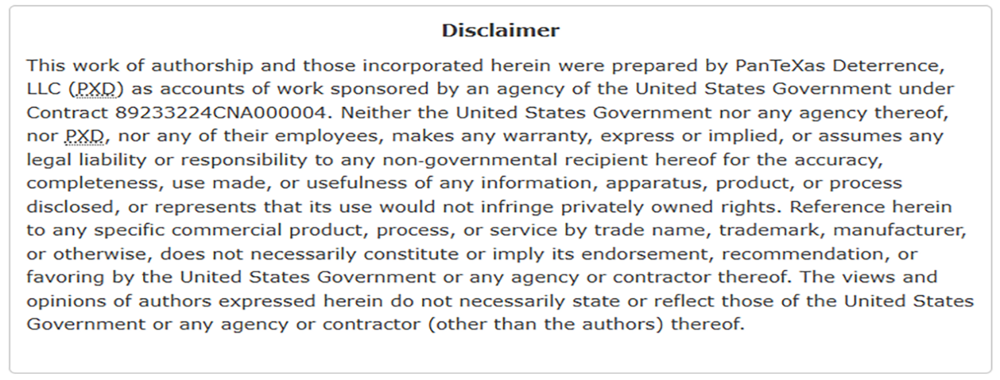 Disclaimer
This work of authorship and those incorporated herein were prepared by PanTeXas Deterrence,
LLC (PXD) as accounts of work sponsored by an agency of the United States Government under
Contract 89233224CNA000004. Neither the United States Government nor any agency thereof,
nor PXD, nor any of their employees, makes any warranty, express or implied, or assumes any
legal liability or responsibility to any non-governmental recipient hereof for the accuracy,
completeness, use made, or usefulness of any information, apparatus, product, or process
disclosed, or represents that its use would not infringe privately owned rights. Reference herein
to any specific commercial product, process, or service by trade name, trademark, manufacturer,
or otherwise, does not necessarily constitute or imply its endorsement, recommendation, or
favoring by the United States Government or any agency or contractor thereof. The views and
opinions of authors expressed herein do not necessarily state or reflect those of the United States
Government or any agency or contractor (other than the authors) thereof.